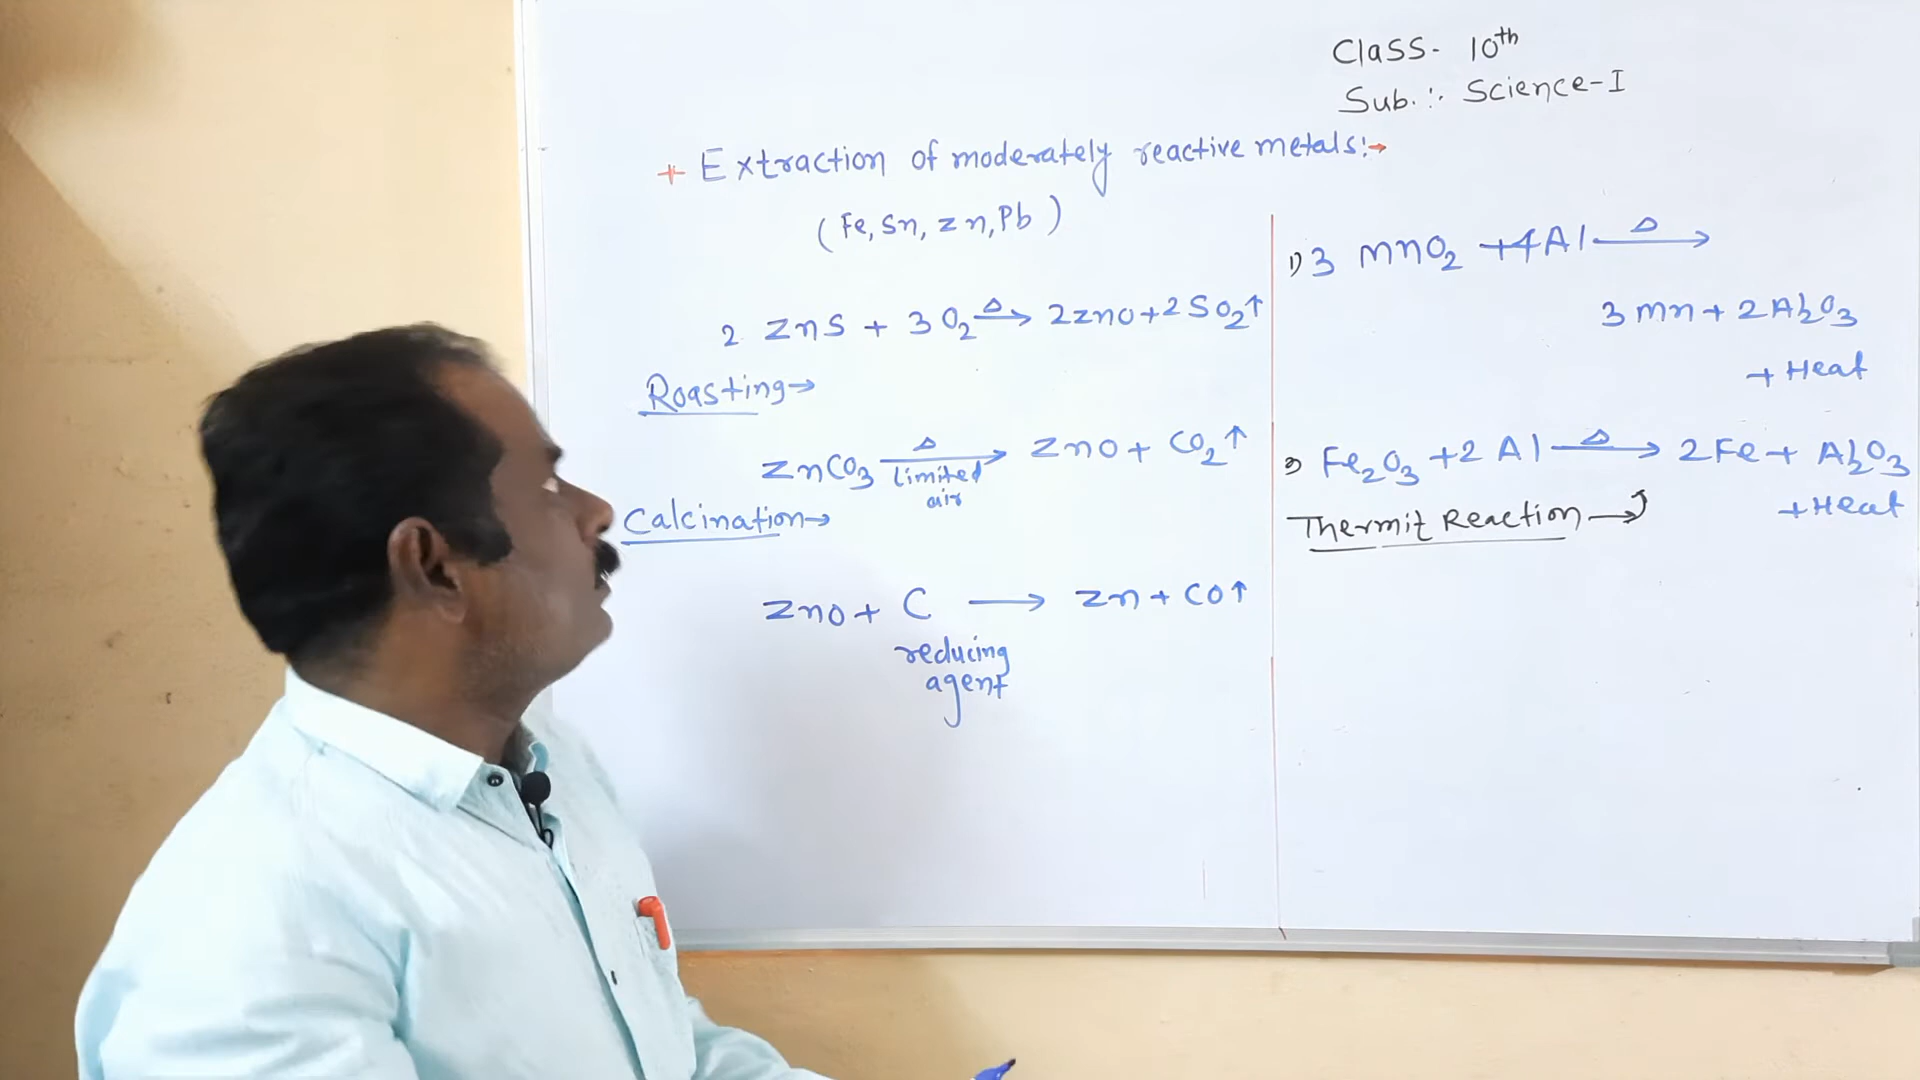 Class- 10th
Sub.:- Science-I
+ Extraction of moderately reactive metals:→
(Fe, Sn, Zn, Pb)
2 ZnS + 3O₂ —Δ→ 2ZnO + 2SO₂↑
Roasting→
ZnCO₃ —Δ→ ZnO + CO₂↑
limited
air
Calcination→
ZnO + C → Zn + CO↑
reducing
agent
1) 3 MnO₂ + 4Al —Δ→
3Mn + 2Al₂O₃
+ Heat
2) Fe₂O₃ + 2Al —Δ→ 2Fe + Al₂O₃
+ Heat
Thermit Reaction →